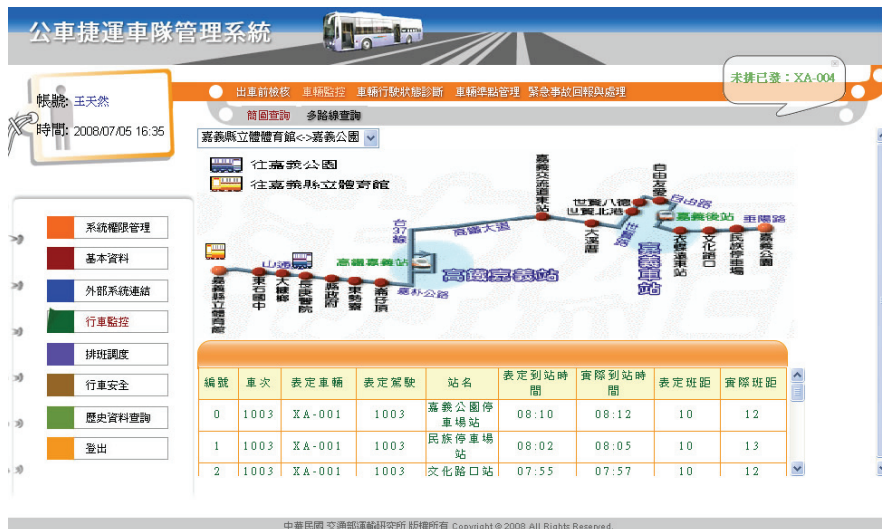 公車捷運車隊管理系統
未排已發：XA-004
帳號: 王天然
時間: 2008/07/05 16:35
出車前檢核 車輛監控 車輛行駛狀態診斷 車輛準點管理 緊急事故回報與處理
簡圖查詢 多路線查詢
嘉義縣立體體育館<->嘉義公園
往嘉義公園
往嘉義縣立體育館
嘉義交流道東站
自由友愛
世賢八德
世賢北港
自由路
嘉義後站
垂陽路
台37線
高鐵大道
大溪厝
世賢路
嘉義車站
文化路口
民族停車場
嘉義公園
高鐵嘉義站
高鐵嘉義站
嘉朴公路
嘉義縣立體育館
東石國中
大槺榔
長庚醫院
縣政府
東勢寮
崙仔頂
系統權限管理
基本資料
外部系統連結
行車監控
排班調度
行車安全
歷史資料查詢
登出
編號 車次 表定車輛 表定駕駛 站名 表定到站時間 實際到站時間 表定班距 實際班距
0 1003 XA-001 1003 嘉義公園停車場站 08:10 08:12 10 12
1 1003 XA-001 1003 民族停車場站 08:02 08:05 10 13
2 1003 XA-001 1003 文化路口站 07:55 07:57 10 12
中華民國 交通部運輸研究所 版權所有 Copyright © 2008 All Rights Reserved.